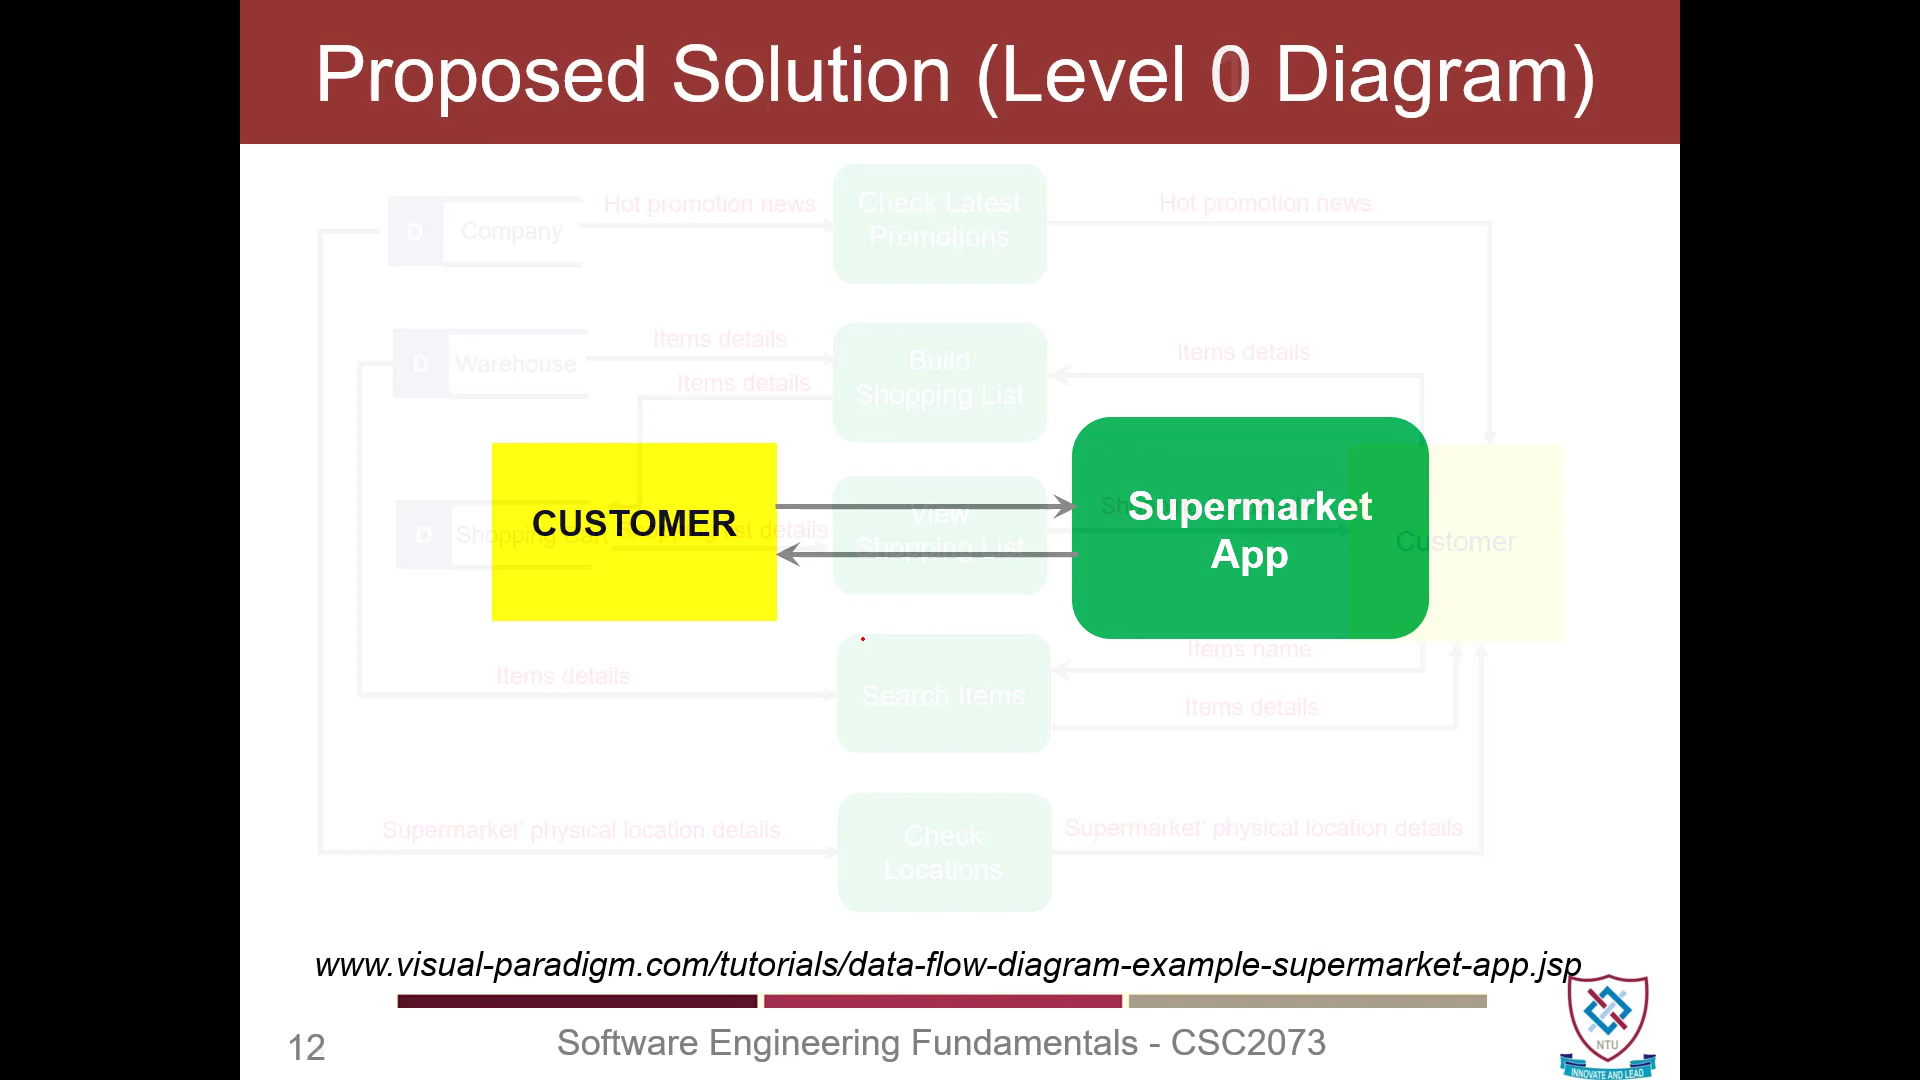 Proposed Solution (Level 0 Diagram)
Hot promotion news
Check Latest
Promotions
Hot promotion news
D
Company
Items details
Build
Shopping List
Items details
D
Warehouse
Items details
CUSTOMER
Supermarket
App
D
Shopping Cart
details
View
Shopping List
Customer
Items name
Items details
Search Items
Items details
Supermarket' physical location details
Check
Locations
Supermarket' physical location details
www.visual-paradigm.com/tutorials/data-flow-diagram-example-supermarket-app.jsp
12
Software Engineering Fundamentals - CSC2073
NTU
INNOVATE AND LEAD